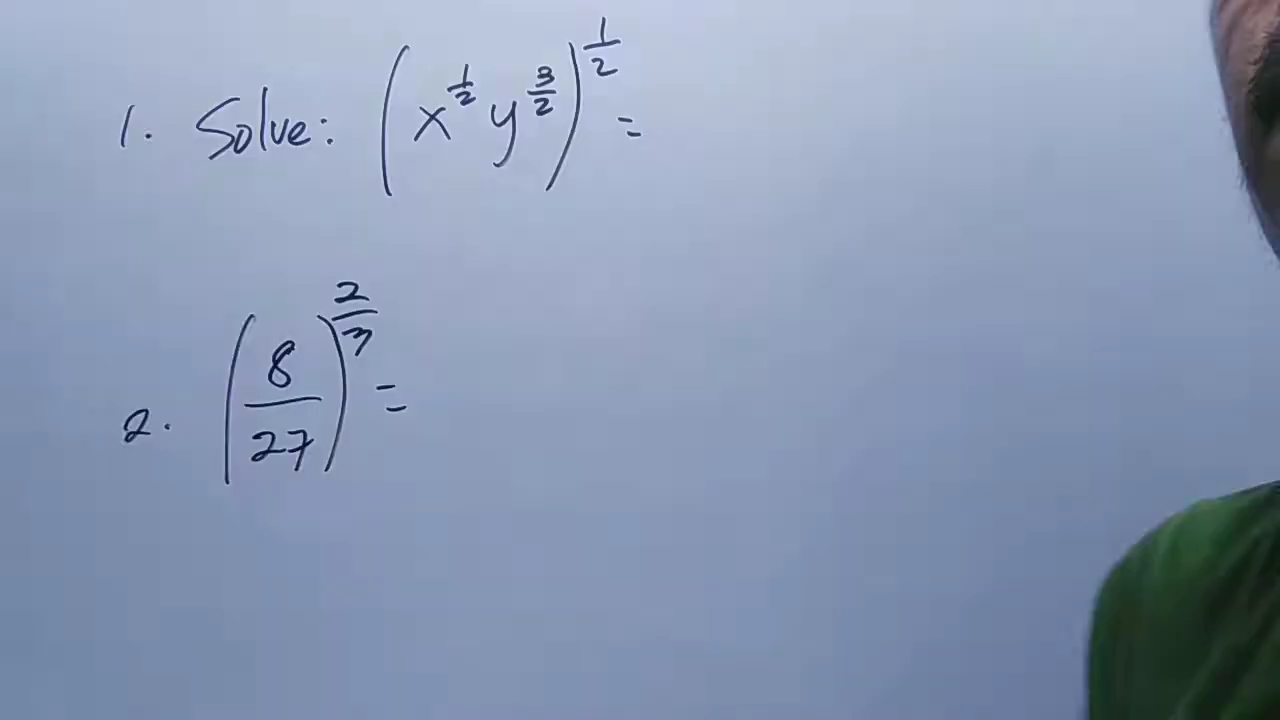 1. Solve: (x^{1/2} y^{3/2})^{1/2} =
2. (8/27)^{2/3} =